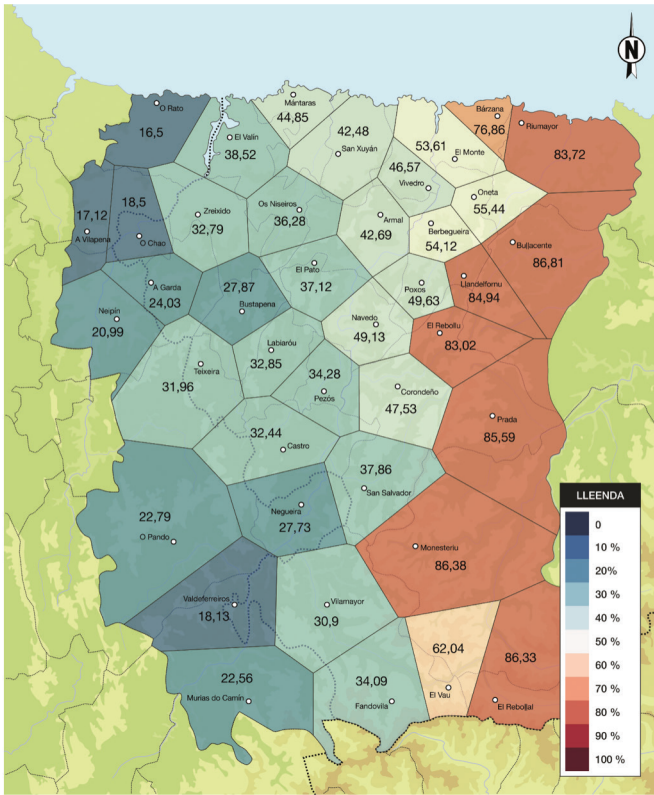 N
O Rato
16,5
El Valín
38,52
Mántaras
44,85
42,48
San Xuyán
53,61
El Monte
Bárzana
76,86
Riumayor
83,72
46,57
Vivedro
Oneta
55,44
17,12
A Vilapena
18,5
O Chao
Zreixido
32,79
Os Niseiros
36,28
Armal
42,69
Berbegueira
54,12
Bullacente
86,81
A Garda
24,03
27,87
Bustapena
El Pato
37,12
Poxos
49,63
Llandelfornu
84,94
Neipín
20,99
Navedo
49,13
El Rebollu
83,02
Teixeira
31,96
Labiaróu
32,85
34,28
Pezós
Corondeño
47,53
Prada
85,59
32,44
Castro
37,86
San Salvador
22,79
O Pando
Negueira
27,73
Monesteriu
86,38
Valdeferreiros
18,13
Vilamayor
30,9
62,04
El Vau
86,33
El Rebollal
22,56
Murias do Camín
34,09
Fandovila
LLEENDA
0
10 %
20%
30 %
40 %
50 %
60 %
70 %
80 %
90 %
100 %